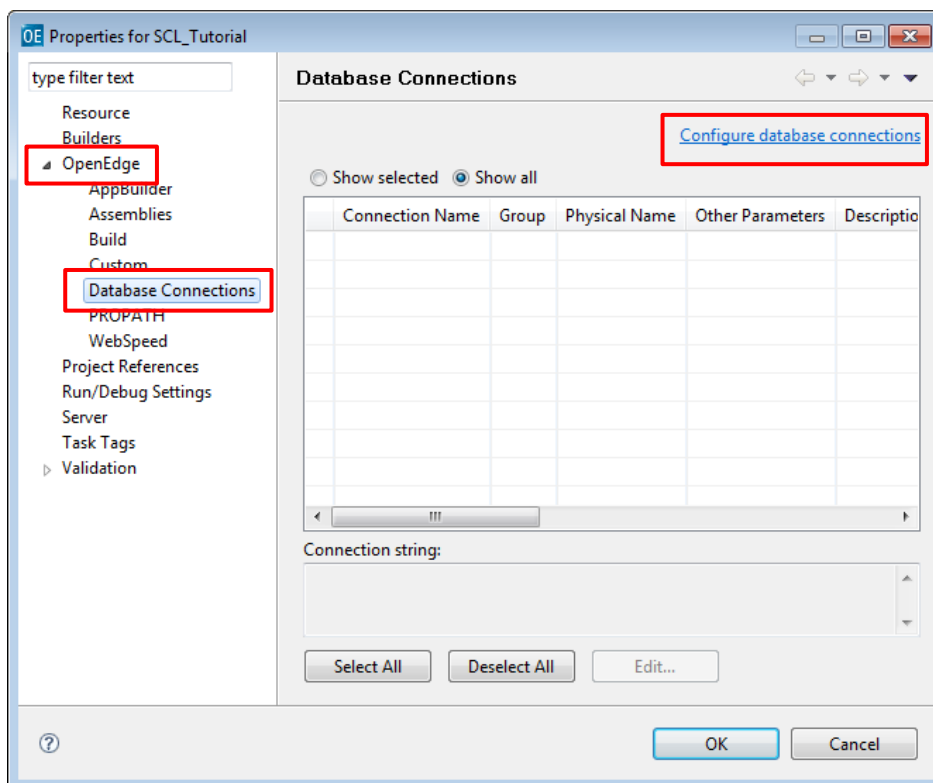 OE Properties for SCL_Tutorial
type filter text
Resource
Builders
OpenEdge
AppBuilder
Assemblies
Build
Custom
Database Connections
PROPATH
WebSpeed
Project References
Run/Debug Settings
Server
Task Tags
Validation
Database Connections
Configure database connections
Show selected Show all
Connection Name Group Physical Name Other Parameters Descriptio
Connection string:
Select All Deselect All Edit...
OK Cancel